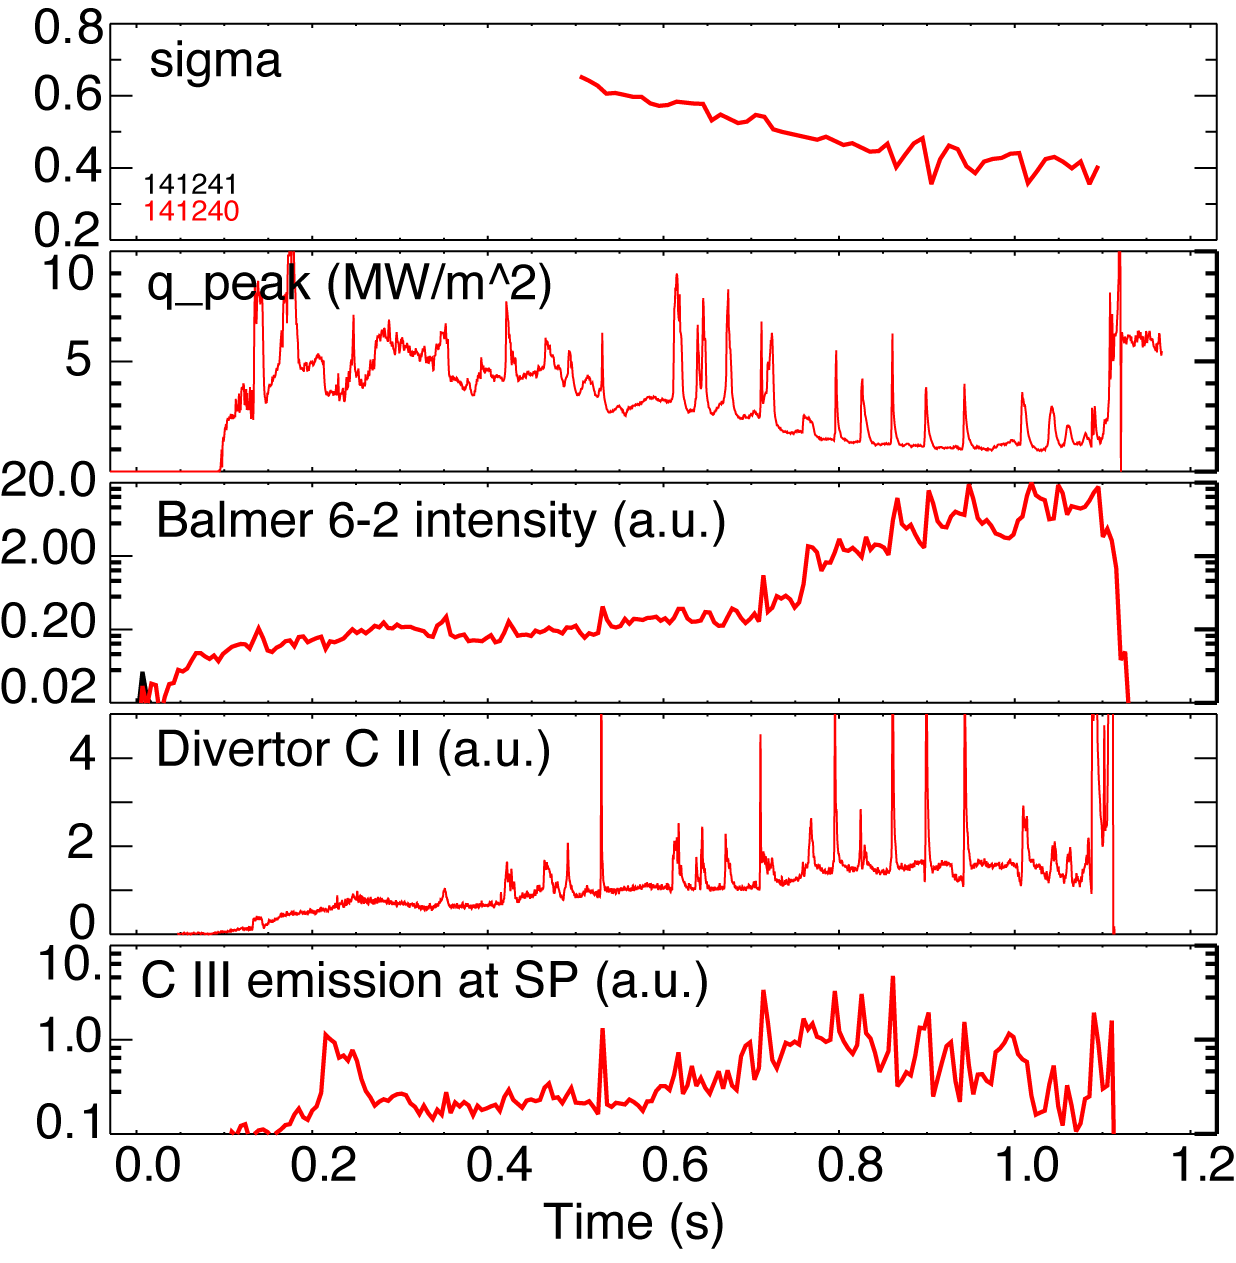 0.8
sigma
0.6
0.4
141241
141240
0.2
10
q_peak (MW/m^2)
5
20.0
Balmer 6-2 intensity (a.u.)
2.00
0.20
0.02
Divertor C II (a.u.)
4
2
0
10.
C III emission at SP (a.u.)
1.0
0.1
0.0 0.2 0.4 0.6 0.8 1.0 1.2
Time (s)